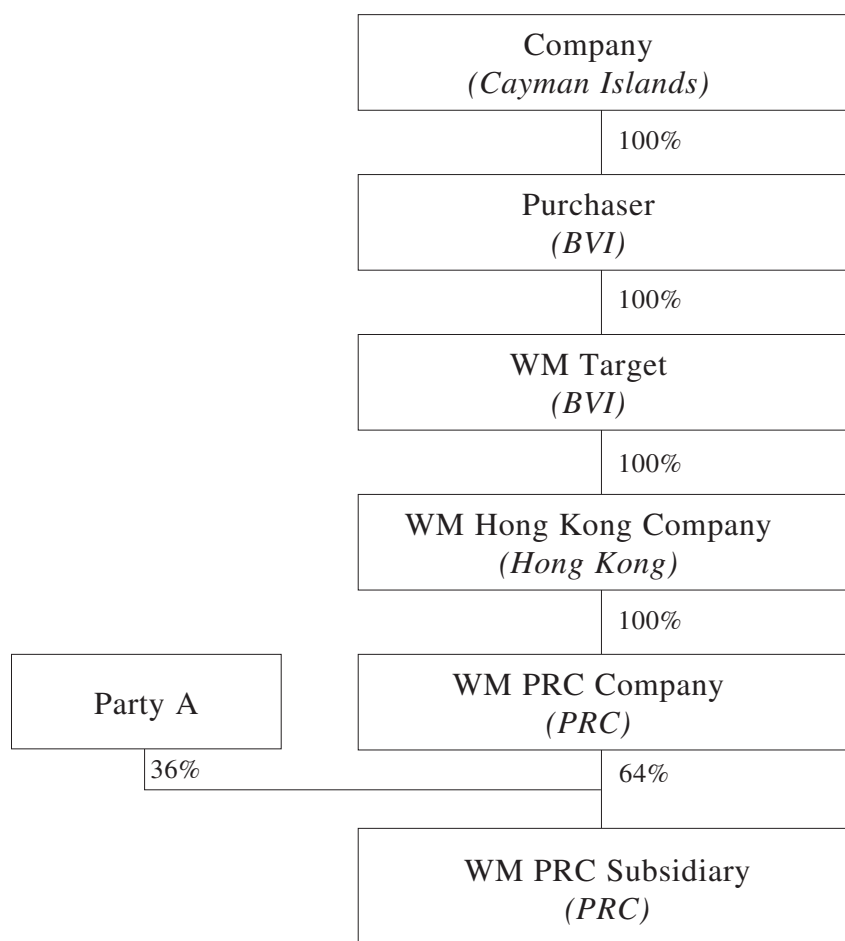 Company
(Cayman Islands)
100%
Purchaser
(BVI)
100%
WM Target
(BVI)
100%
WM Hong Kong Company
(Hong Kong)
100%
Party A
WM PRC Company
(PRC)
36%
64%
WM PRC Subsidiary
(PRC)